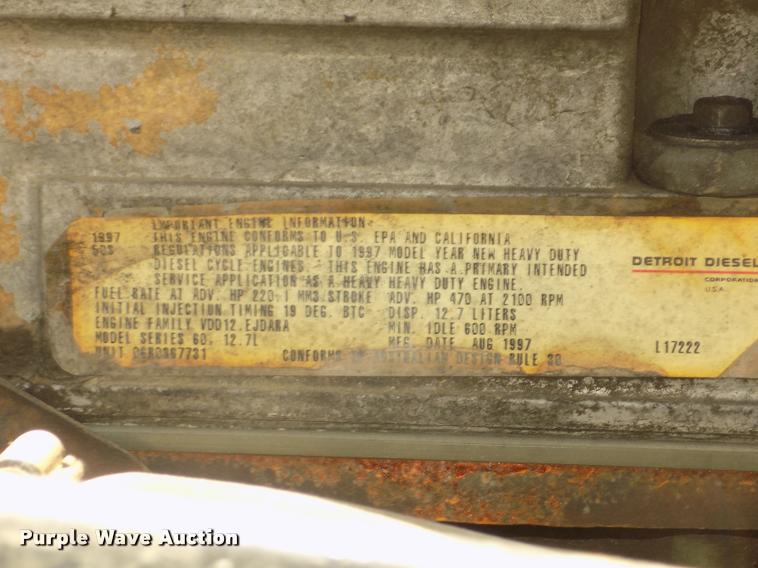 IMPORTANT ENGINE INFORMATION
1997 THIS ENGINE CONFORMS TO U.S. EPA AND CALIFORNIA
50S REGULATIONS APPLICABLE TO 1997 MODEL YEAR NEW HEAVY DUTY
DIESEL CYCLE ENGINES. THIS ENGINE HAS A PRIMARY INTENDED
SERVICE APPLICATION AS A HEAVY HEAVY DUTY ENGINE.
FUEL RATE AT ADV. HP 220.1 MM3 STROKE ADV. HP 470 AT 2100 RPM
INITIAL INJECTION TIMING 19 DEG. BTC DISP. 12.7 LITERS
ENGINE FAMILY VDD12.EJDARA MIN. IDLE 600 RPM
MODEL SERIES 60, 12.7L MFG. DATE AUG 1997
UNIT 06R0367731 CONFORMS TO AUSTRALIAN DESIGN RULE 30
DETROIT DIESEL
CORPORATION
U.S.A.
L17222
Purple Wave Auction